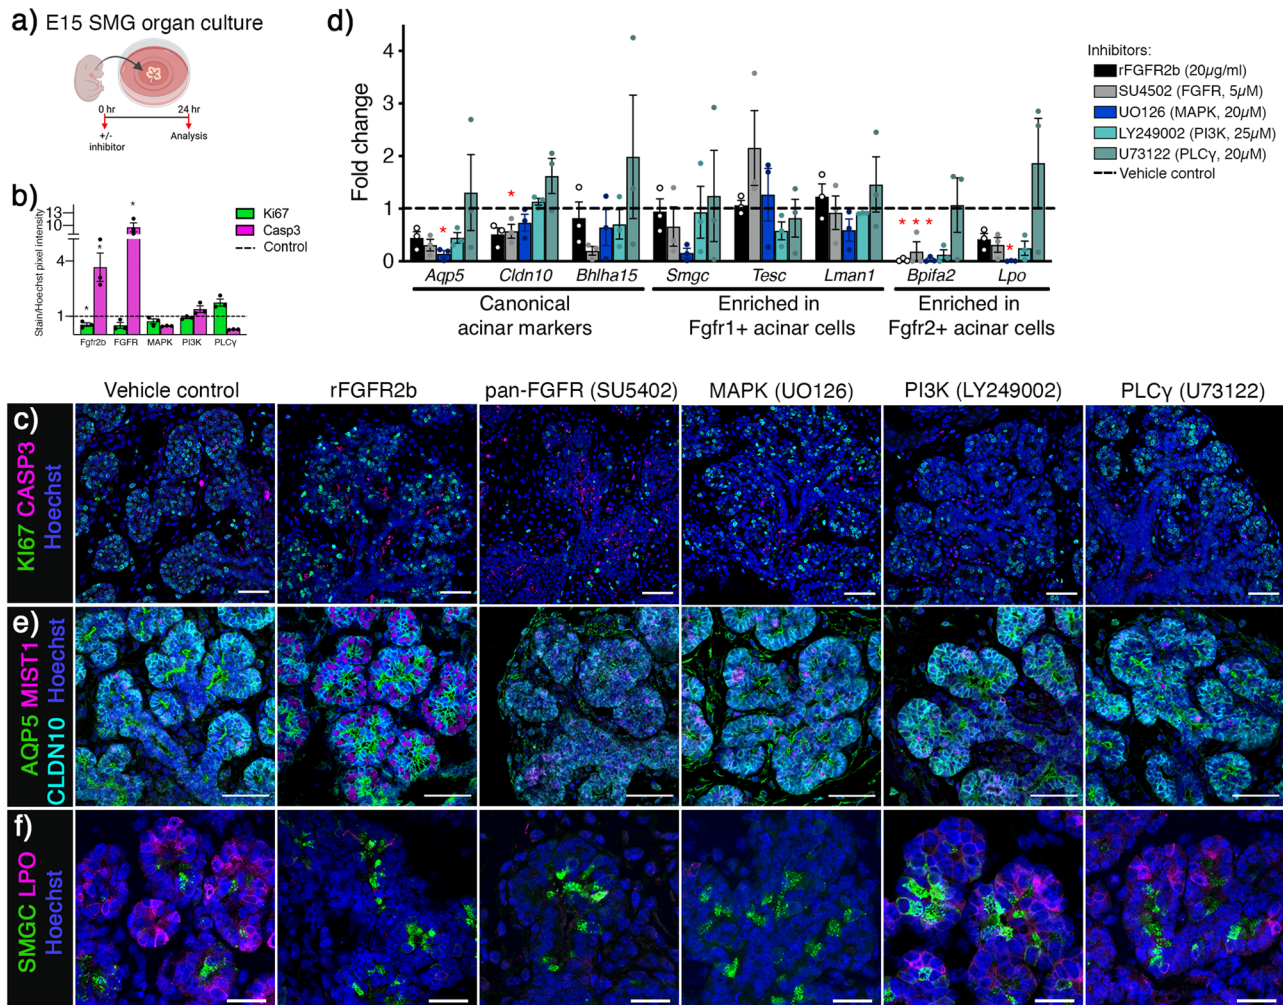 a) E15 SMG organ culture
0 hr
24 hr
+/-
inhibitor
Analysis
b)
Stain/Hoechst pixel intensity
13
10
4
1
Ki67
Casp3
Control
*
*
*
*
Fgfr2b FGFR MAPK PI3K PLCγ
d)
Fold change
4
3
2
1
0
*
*
* * *
*
Aqp5 Cldn10 Bhlha15 Smgc Tesc Lman1 Bpifa2 Lpo
Canonical
acinar markers
Enriched in
Fgfr1+ acinar cells
Enriched in
Fgfr2+ acinar cells
Inhibitors:
rFGFR2b (20µg/ml)
SU4502 (FGFR, 5µM)
UO126 (MAPK, 20µM)
LY249002 (PI3K, 25µM)
U73122 (PLCγ, 20µM)
Vehicle control
Vehicle control rFGFR2b pan-FGFR (SU5402) MAPK (UO126) PI3K (LY249002) PLCγ (U73122)
c)
KI67 CASP3
Hoechst
e)
AQP5 MIST1
CLDN10 Hoechst
f)
SMGC LPO
Hoechst